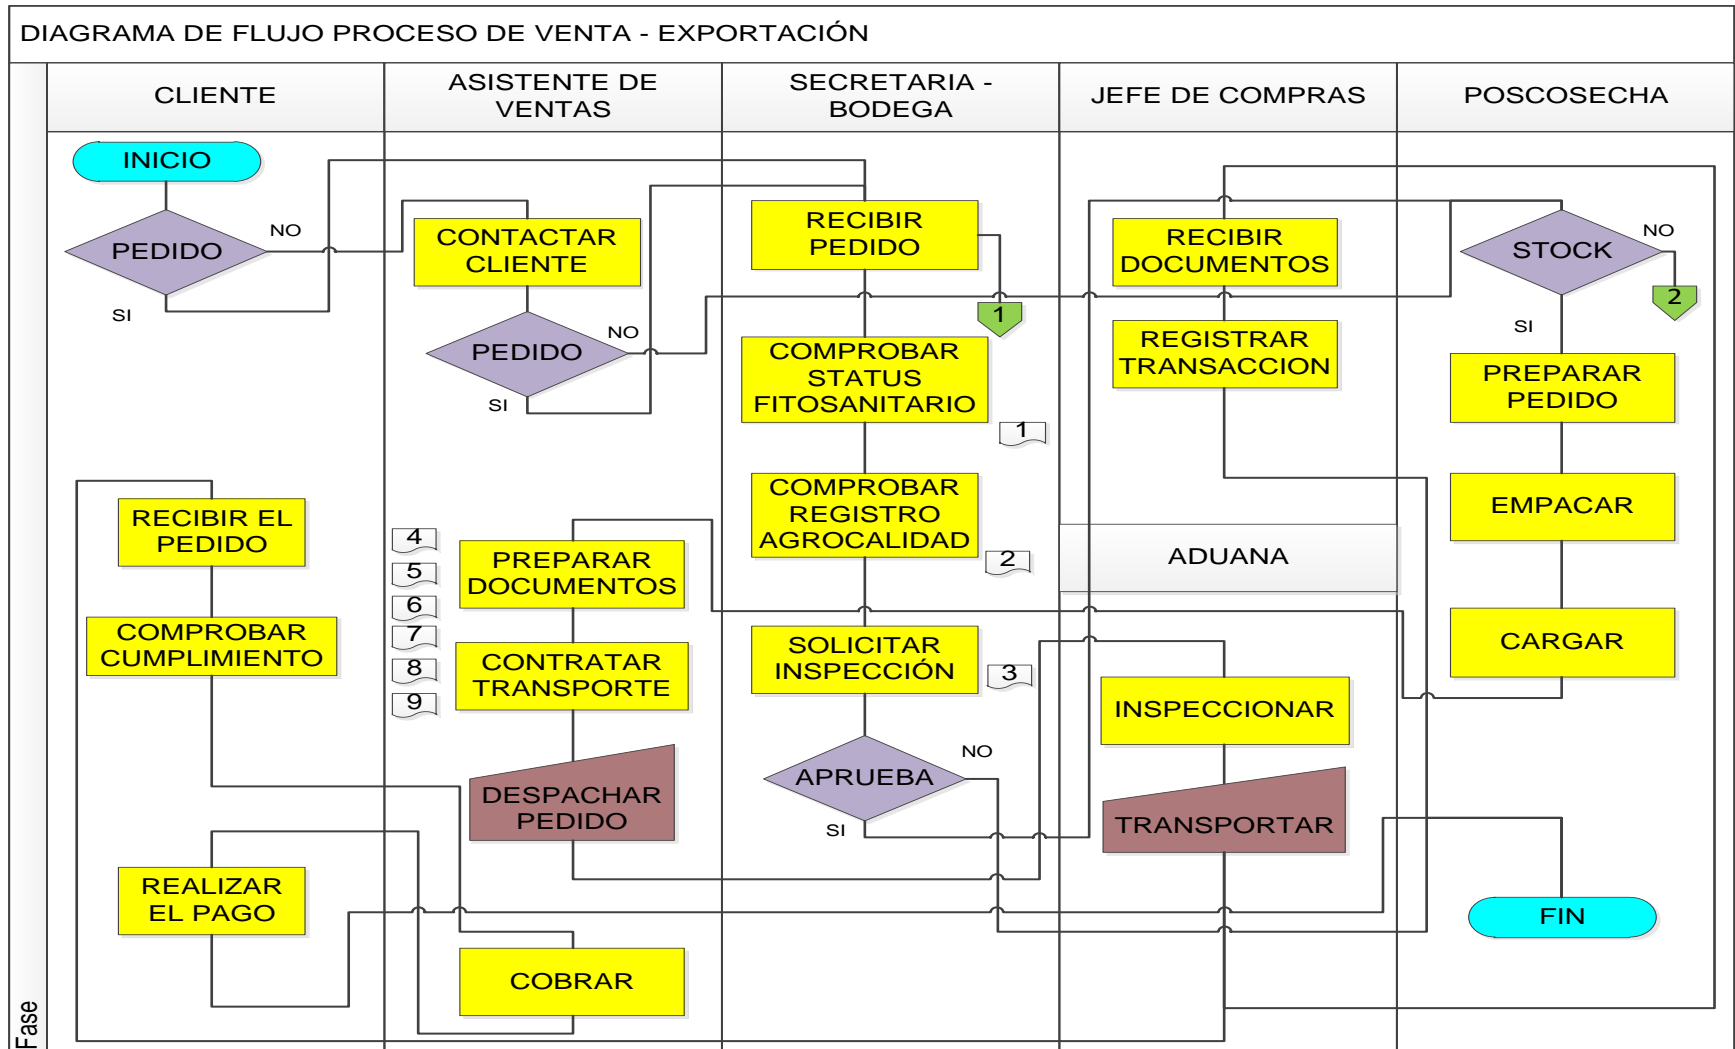 DIAGRAMA DE FLUJO PROCESO DE VENTA - EXPORTACIÓN
Fase
CLIENTE
ASISTENTE DE
VENTAS
SECRETARIA -
BODEGA
JEFE DE COMPRAS
POSCOSECHA
INICIO
PEDIDO
NO
SI
RECIBIR EL
PEDIDO
COMPROBAR
CUMPLIMIENTO
REALIZAR
EL PAGO
CONTACTAR
CLIENTE
PEDIDO
NO
SI
4
5
6
7
8
9
PREPARAR
DOCUMENTOS
CONTRATAR
TRANSPORTE
DESPACHAR
PEDIDO
COBRAR
RECIBIR
PEDIDO
1
COMPROBAR
STATUS
FITOSANITARIO
1
COMPROBAR
REGISTRO
AGROCALIDAD
2
SOLICITAR
INSPECCIÓN
3
APRUEBA
NO
SI
RECIBIR
DOCUMENTOS
REGISTRAR
TRANSACCION
ADUANA
INSPECCIONAR
TRANSPORTAR
STOCK
NO
2
SI
PREPARAR
PEDIDO
EMPACAR
CARGAR
FIN